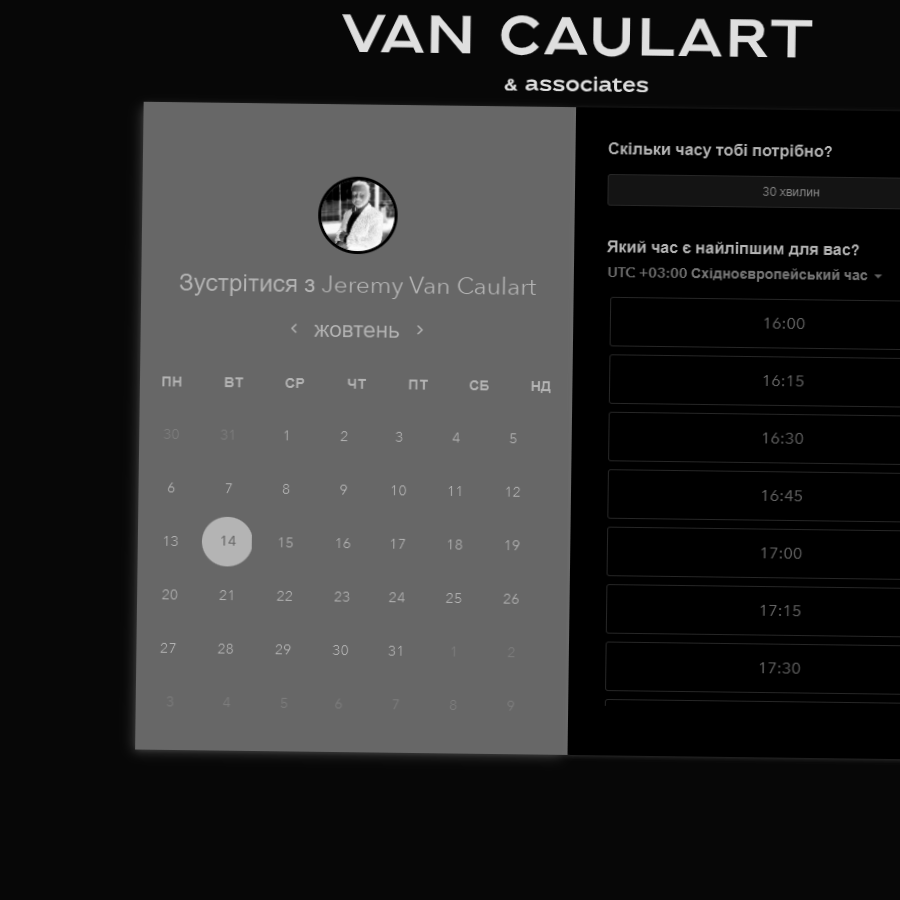 VAN CAULART
& associates
Зустрітися з Jeremy Van Caulart
жовтень
ПН ВТ СР ЧТ ПТ СБ НД
30 31 1 2 3 4 5
6 7 8 9 10 11 12
13 14 15 16 17 18 19
20 21 22 23 24 25 26
27 28 29 30 31 1 2
3 4 5 6 7 8 9
Скільки часу тобі потрібно?
30 хвилин
Який час є найліпшим для вас?
UTC +03:00 Східноєвропейський час
16:00
16:15
16:30
16:45
17:00
17:15
17:30